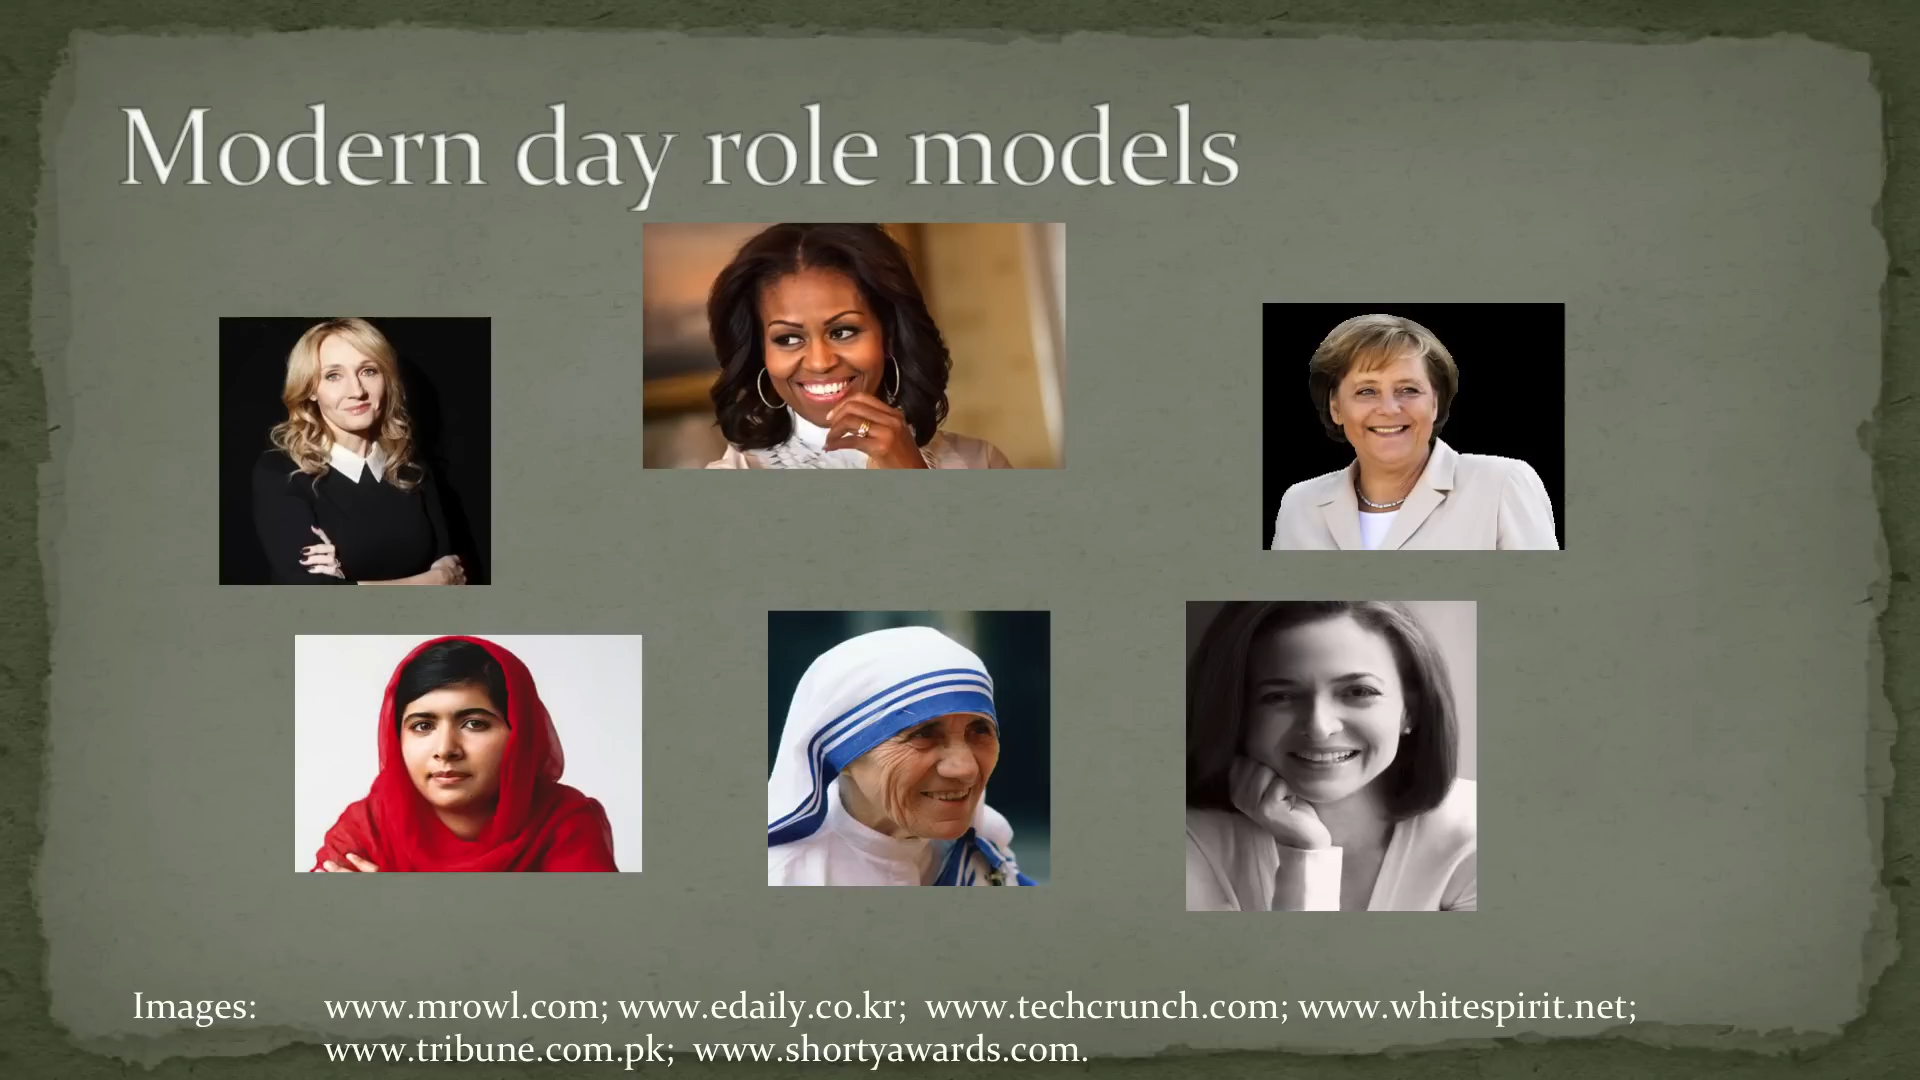 Modern day role models
Images: www.mrowl.com; www.edaily.co.kr; www.techcrunch.com; www.whitespirit.net;
www.tribune.com.pk; www.shortyawards.com.